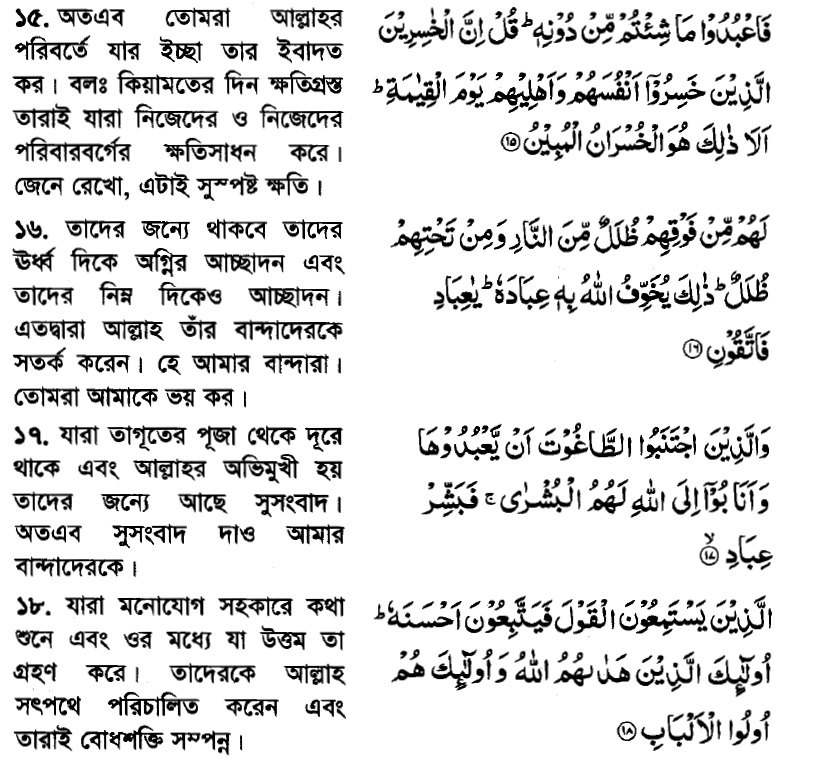 ১৫. অতএব তোমরা আল্লাহর
পরিবর্তে যার ইচ্ছা তার ইবাদত
কর। বলঃ কিয়ামতের দিন ক্ষতিগ্রস্ত
তারাই যারা নিজেদের ও নিজেদের
পরিবারবর্গের ক্ষতিসাধন করে।
জেনে রেখো, এটাই সুস্পষ্ট ক্ষতি।
فَاعْبُدُوْا مَا شِئْتُمْ مِّنْ دُوْنِهٖ ؕ قُلْ اِنَّ الْخٰسِرِيْنَ
الَّذِيْنَ خَسِرُوْۤا اَنْفُسَهُمْ وَاَهْلِيْهِمْ يَوْمَ الْقِيٰمَةِ ؕ
اَلَا ذٰلِكَ هُوَ الْخُسْرَانُ الْمُبِيْنُ ﴿۱۵﴾
১৬. তাদের জন্যে থাকবে তাদের
ঊর্ধ্ব দিকে অগ্নির আচ্ছাদন এবং
তাদের নিম্ন দিকেও আচ্ছাদন।
এতদ্বারা আল্লাহ তাঁর বান্দাদেরকে
সতর্ক করেন। হে আমার বান্দারা।
তোমরা আমাকে ভয় কর।
لَهُمْ مِّنْ فَوْقِهِمْ ظُلَلٌ مِّنَ النَّارِ وَمِنْ تَحْتِهِمْ
ظُلَلٌ ؕ ذٰلِكَ يُخَوِّفُ اللّٰهُ بِهٖ عِبَادَهٗ ؕ يٰعِبَادِ
فَاتَّقُوْنِ ﴿۱۶﴾
১৭. যারা তাগূতের পূজা থেকে দূরে
থাকে এবং আল্লাহর অভিমুখী হয়
তাদের জন্যে আছে সুসংবাদ।
অতএব সুসংবাদ দাও আমার
বান্দাদেরকে।
وَالَّذِيْنَ اجْتَنَبُوا الطَّاغُوْتَ اَنْ يَّعْبُدُوْهَا
وَاَنَابُوْۤا اِلَى اللّٰهِ لَهُمُ الْبُشْرٰى ۚ فَبَشِّرْ
عِبَادِ ۙ﴿۱۷﴾
১৮. যারা মনোযোগ সহকারে কথা
শুনে এবং ওর মধ্যে যা উত্তম তা
গ্রহণ করে। তাদেরকে আল্লাহ
সৎপথে পরিচালিত করেন এবং
তারাই বোধশক্তি সম্পন্ন।
الَّذِيْنَ يَسْتَمِعُوْنَ الْقَوْلَ فَيَتَّبِعُوْنَ اَحْسَنَهٗ ؕ
اُولٰٓئِكَ الَّذِيْنَ هَدٰىهُمُ اللّٰهُ وَاُولٰٓئِكَ هُمْ
اُولُوا الْاَلْبَابِ ﴿۱۸﴾